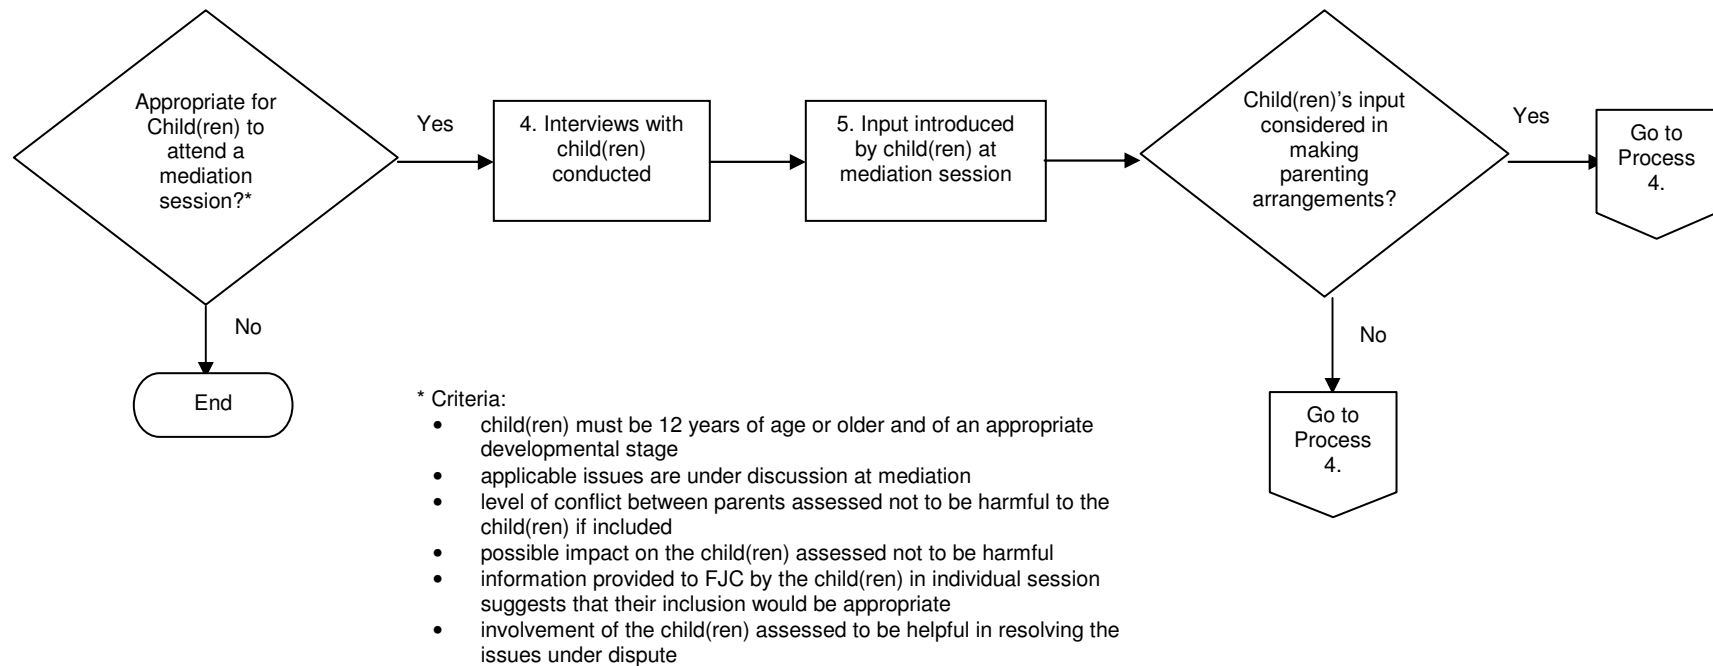 Appropriate for
Child(ren) to
attend a
mediation
session?*
Yes
4. Interviews with
child(ren)
conducted
5. Input introduced
by child(ren) at
mediation session
Child(ren)’s input
considered in
making
parenting
arrangements?
Yes
Go to
Process
4.
No
End
No
Go to
Process
4.
* Criteria:
• child(ren) must be 12 years of age or older and of an appropriate
developmental stage
• applicable issues are under discussion at mediation
• level of conflict between parents assessed not to be harmful to the
child(ren) if included
• possible impact on the child(ren) assessed not to be harmful
• information provided to FJC by the child(ren) in individual session
suggests that their inclusion would be appropriate
• involvement of the child(ren) assessed to be helpful in resolving the
issues under dispute